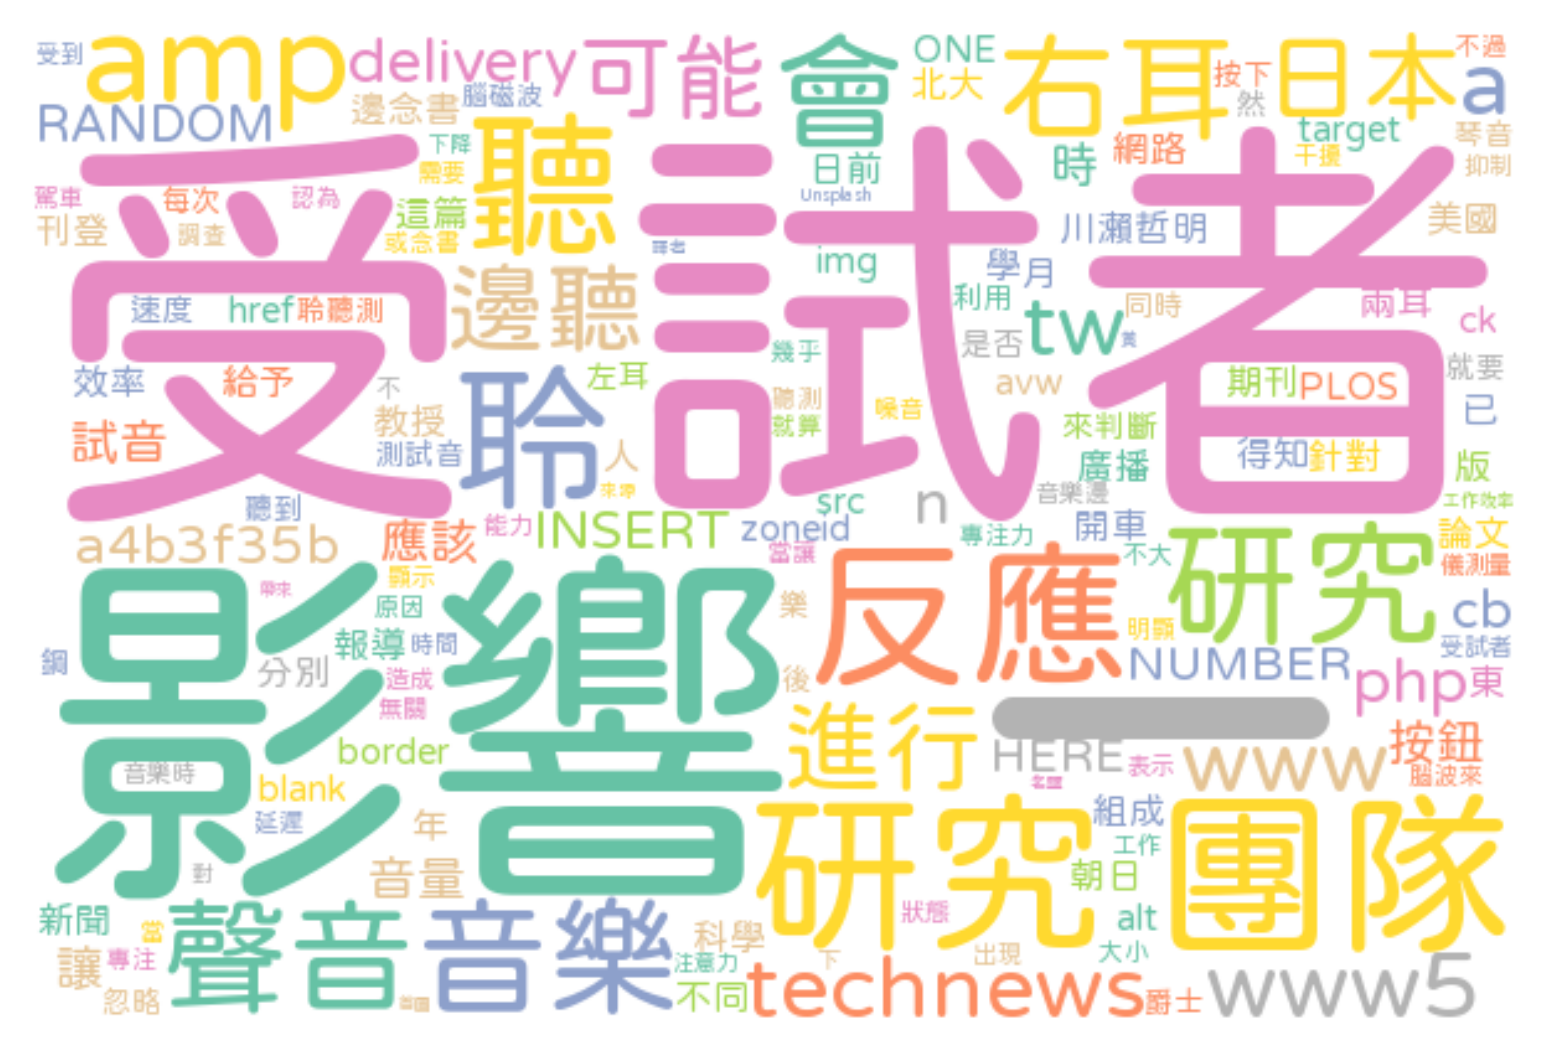 受到
amp
delivery
可能
會
ONE
右耳
日本
不過
a
RANDOM
邊念書
腦磁波
北大
按下
然
target
琴音
下降
聽
日前
時
網路
干擾
抑制
需要
駕車
每次
認為
這篇
Unsplash
受試者
刊登
調查
或念書
川瀨哲明
美國
img
學
月
邊聽
速度
href
聆聽測
利用
tw
同時
兩耳
ck
是否
幾乎
效率
給予
不
左耳
聆
avw
期刊
PLOS
就要
聽測
噪音
已
教授
就算
來判斷
試音
測試音
人
廣播
得知
針對
版
聽到
src
n
音樂邊
工作效率
a4b3f35b
應該
能力
INSERT
zoneid
專注力
開車
研究
論文
當讓
反應
不大
儀測量
影響
帶來
顯示
原因
樂
cb
明顯
鋼
報導
時間
受試者
分別
造成
後
NUMBER
php
東
無關
進行
border
HERE
表示
www
按鈕
音樂時
腦波來
blank
研究
團隊
組成
延遲
年
工作
對
音量
朝日
新聞
當
聲音
音樂
狀態
alt
科學
讓
專注
注意力
下
出現
大小
忽略
不同
technews
爵士
www5